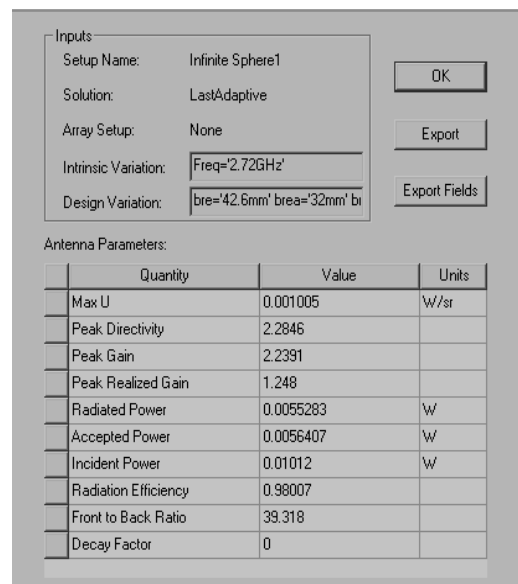 Inputs
Setup Name: Infinite Sphere1
OK
Solution: LastAdaptive
Array Setup: None
Export
Intrinsic Variation: Freq='2.72GHz'
Export Fields
Design Variation: bre='42.6mm' brea='32mm'
Antenna Parameters:
Quantity Value Units
Max U 0.001005 W/sr
Peak Directivity 2.2846
Peak Gain 2.2391
Peak Realized Gain 1.248
Radiated Power 0.0055283 W
Accepted Power 0.0056407 W
Incident Power 0.01012 W
Radiation Efficiency 0.98007
Front to Back Ratio 39.318
Decay Factor 0